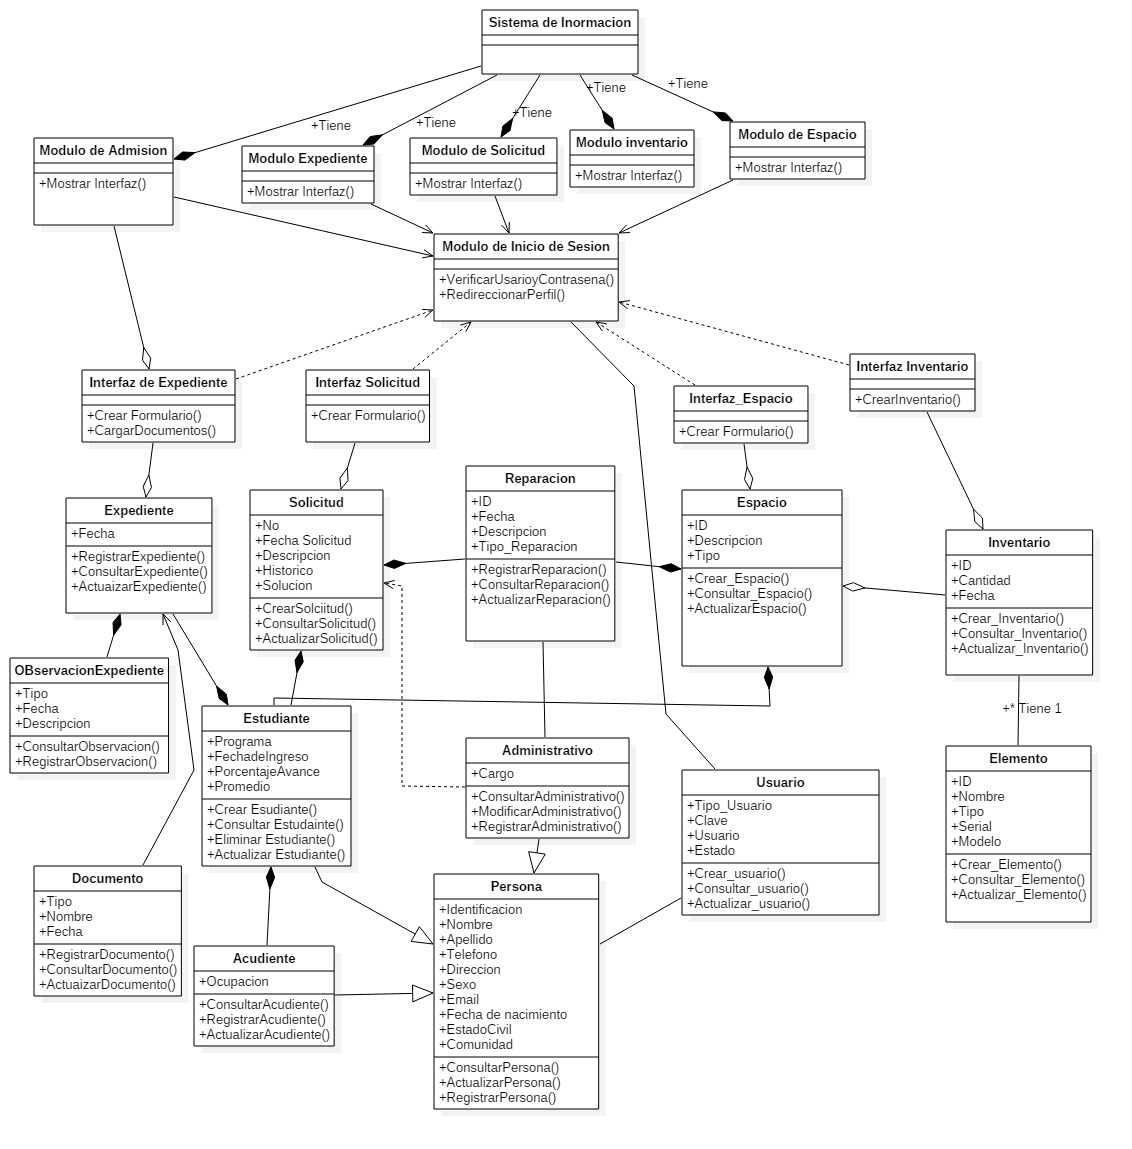 Sistema de Inormacion
+Tiene
+Tiene
+Tiene
+Tiene
+Tiene
Modulo de Admision
+Mostrar Interfaz()
Modulo Expediente
+Mostrar Interfaz()
Modulo de Solicitud
+Mostrar Interfaz()
Modulo inventario
+Mostrar Interfaz()
Modulo de Espacio
+Mostrar Interfaz()
Modulo de Inicio de Sesion
+VerificarUsarioyContrasena()
+RedireccionarPerfil()
Interfaz de Expediente
+Crear Formulario()
+CargarDocumentos()
Interfaz Solicitud
+Crear Formulario()
Interfaz_Espacio
+Crear Formulario()
Interfaz Inventario
+CrearInventario()
Expediente
+Fecha
+RegistrarExpediente()
+ConsultarExpediente()
+ActuaizarExpediente()
Solicitud
+No
+Fecha Solicitud
+Descripcion
+Historico
+Solucion
+CrearSolciitud()
+ConsultarSolicitud()
+ActualizarSolicitud()
Reparacion
+ID
+Fecha
+Descripcion
+Tipo_Reparacion
+RegistrarReparacion()
+ConsultarReparacion()
+ActualizarReparacion()
Espacio
+ID
+Descripcion
+Tipo
+Crear_Espacio()
+Consultar_Espacio()
+ActualizarEspacio()
Inventario
+ID
+Cantidad
+Fecha
+Crear_Inventario()
+Consultar_Inventario()
+Actualizar_Inventario()
+* Tiene 1
OBservacionExpediente
+Tipo
+Fecha
+Descripcion
+ConsultarObservacion()
+RegistrarObservacion()
Estudiante
+Programa
+FechadeIngreso
+PorcentajeAvance
+Promedio
+Crear Esudiante()
+Consultar Estudainte()
+Eliminar Estudiante()
+Actualizar Estudiante()
Administrativo
+Cargo
+ConsultarAdministrativo()
+ModificarAdministrativo()
+RegistrarAdministrativo()
Usuario
+Tipo_Usuario
+Clave
+Usuario
+Estado
+Crear_usuario()
+Consultar_usuario()
+Actualizar_usuario()
Elemento
+ID
+Nombre
+Tipo
+Serial
+Modelo
+Crear_Elemento()
+Consultar_Elemento()
+Actualizar_Elemento()
Documento
+Tipo
+Nombre
+Fecha
+RegistrarDocumento()
+ConsultarDocumento()
+ActuaizarDocumento()
Acudiente
+Ocupacion
+ConsultarAcudiente()
+RegistrarAcudiente()
+ActualizarAcudiente()
Persona
+Identificacion
+Nombre
+Apellido
+Telefono
+Direccion
+Sexo
+Email
+Fecha de nacimiento
+EstadoCivil
+Comunidad
+ConsultarPersona()
+ActualizarPersona()
+RegistrarPersona()